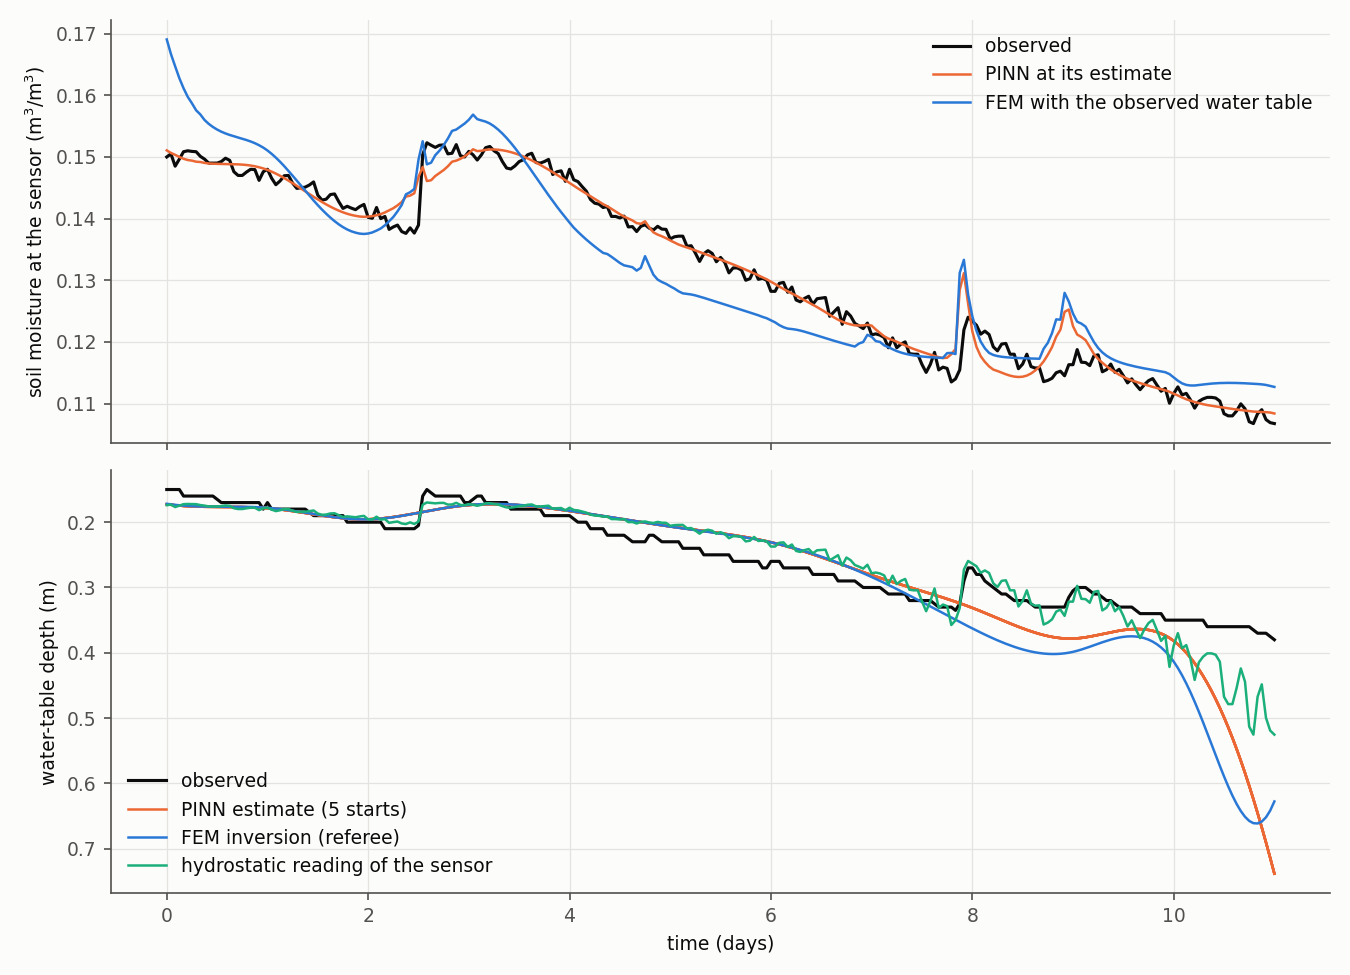 0.17
0.16
0.15
0.14
0.13
0.12
0.11
soil moisture at the sensor (m³/m³)
observed
PINN at its estimate
FEM with the observed water table
0.2
0.3
0.4
0.5
0.6
0.7
water-table depth (m)
observed
PINN estimate (5 starts)
FEM inversion (referee)
hydrostatic reading of the sensor
0 2 4 6 8 10
time (days)